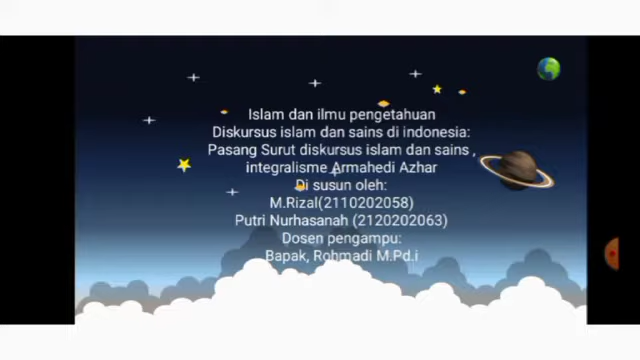 Islam dan ilmu pengetahuan
Diskursus islam dan sains di indonesia:
Pasang Surut diskursus islam dan sains ,
integralisme Armahedi Azhar
Di susun oleh:
M.Rizal(2110202058)
Putri Nurhasanah (2120202063)
Dosen pengampu:
Bapak, Rohmadi M.Pd.i